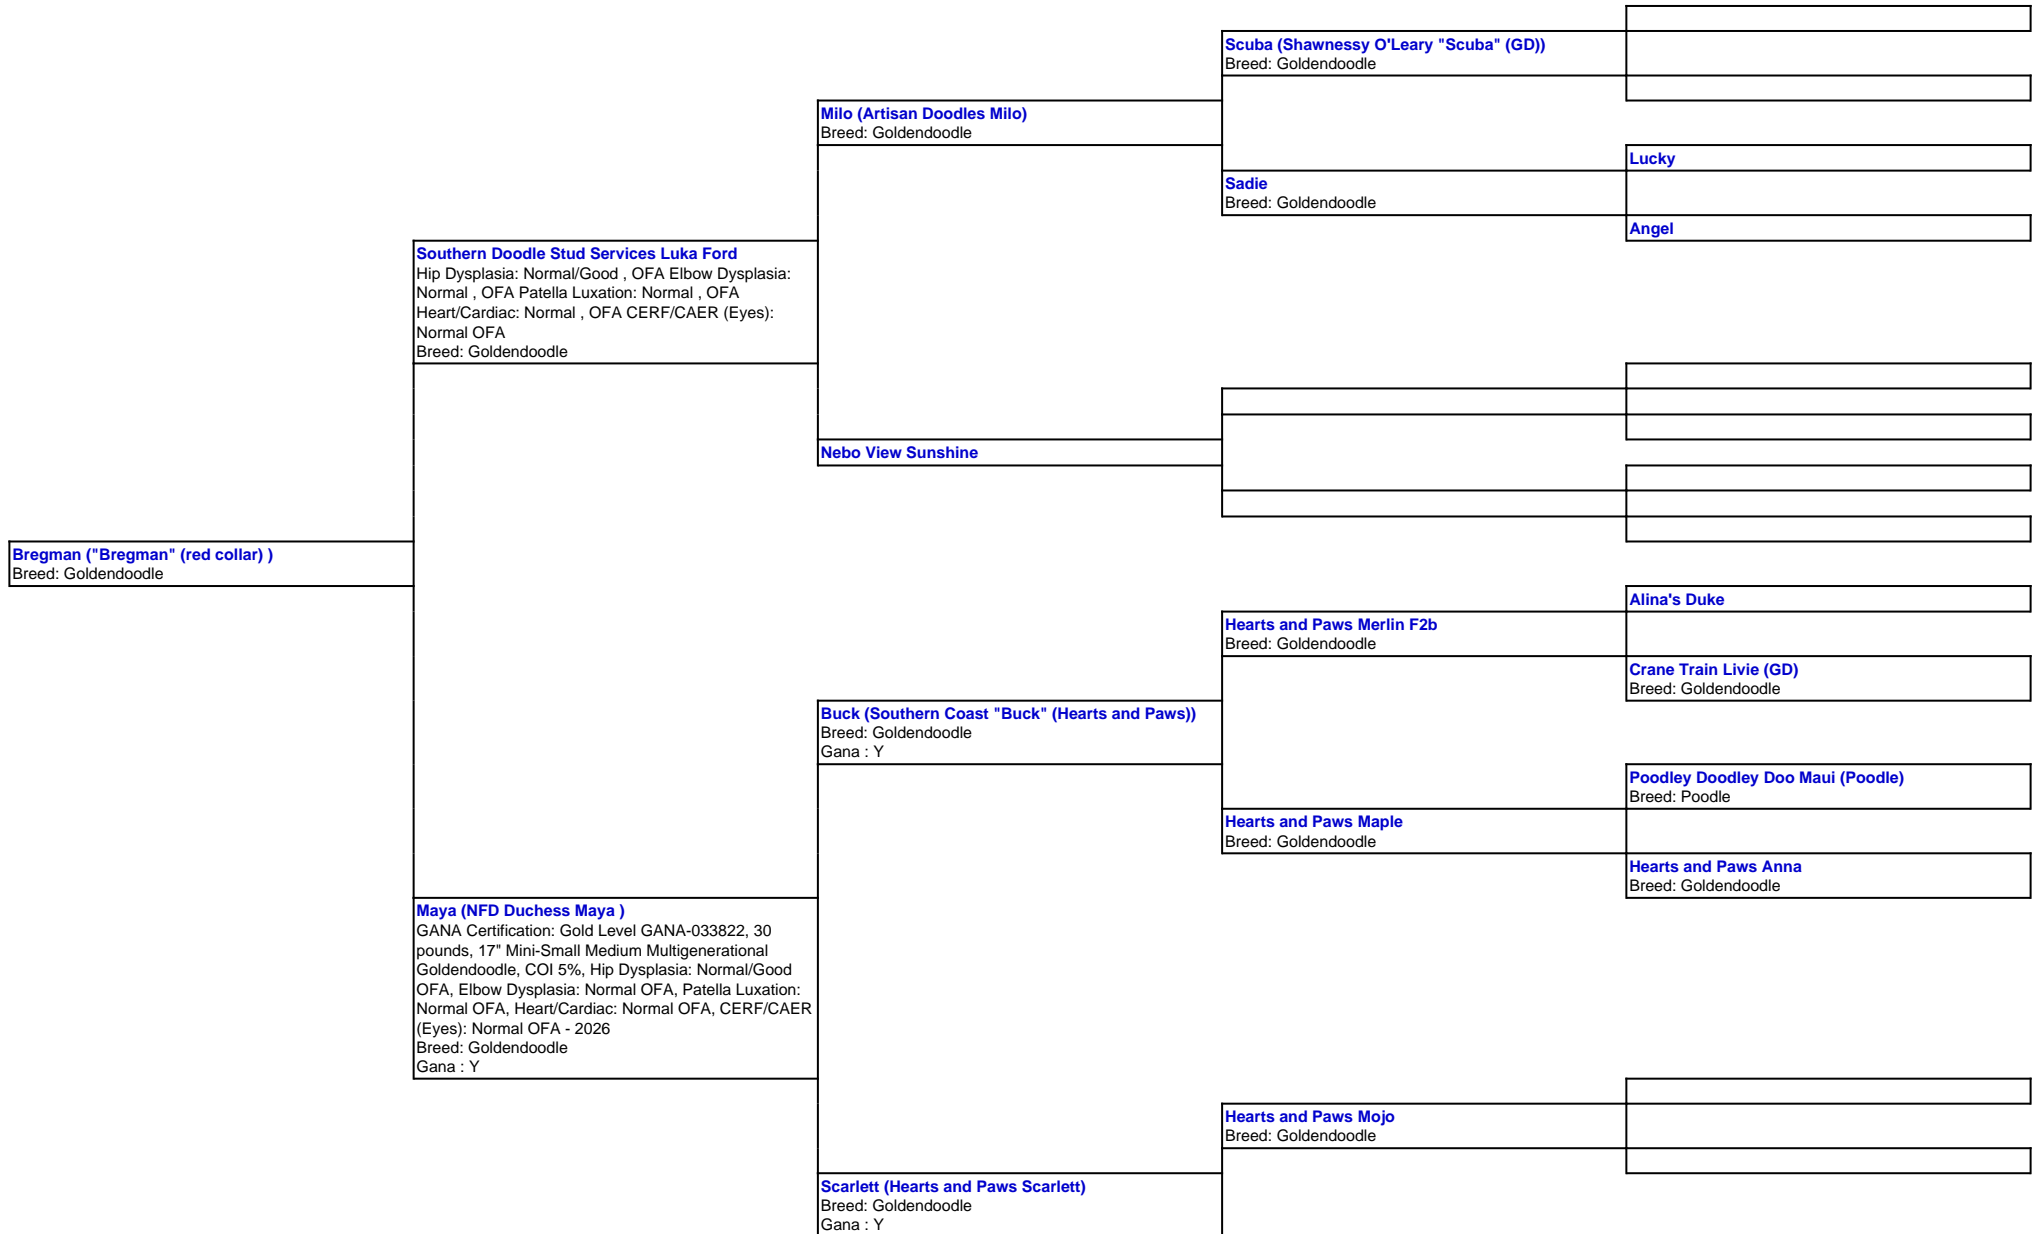 Scuba (Shawnessy O'Leary "Scuba" (GD))
Breed: Goldendoodle
Milo (Artisan Doodles Milo)
Breed: Goldendoodle
Lucky
Sadie
Breed: Goldendoodle
Angel
Southern Doodle Stud Services Luka Ford
Hip Dysplasia: Normal/Good , OFA Elbow Dysplasia:
Normal , OFA Patella Luxation: Normal , OFA
Heart/Cardiac: Normal , OFA CERF/CAER (Eyes):
Normal OFA
Breed: Goldendoodle
Nebo View Sunshine
Bregman ("Bregman" (red collar) )
Breed: Goldendoodle
Alina's Duke
Hearts and Paws Merlin F2b
Breed: Goldendoodle
Crane Train Livie (GD)
Breed: Goldendoodle
Buck (Southern Coast "Buck" (Hearts and Paws))
Breed: Goldendoodle
Gana : Y
Poodley Doodley Doo Maui (Poodle)
Breed: Poodle
Hearts and Paws Maple
Breed: Goldendoodle
Hearts and Paws Anna
Breed: Goldendoodle
Maya (NFD Duchess Maya )
GANA Certification: Gold Level GANA-033822, 30
pounds, 17" Mini-Small Medium Multigenerational
Goldendoodle, COI 5%, Hip Dysplasia: Normal/Good
OFA, Elbow Dysplasia: Normal OFA, Patella Luxation:
Normal OFA, Heart/Cardiac: Normal OFA, CERF/CAER
(Eyes): Normal OFA - 2026
Breed: Goldendoodle
Gana : Y
Hearts and Paws Mojo
Breed: Goldendoodle
Scarlett (Hearts and Paws Scarlett)
Breed: Goldendoodle
Gana : Y